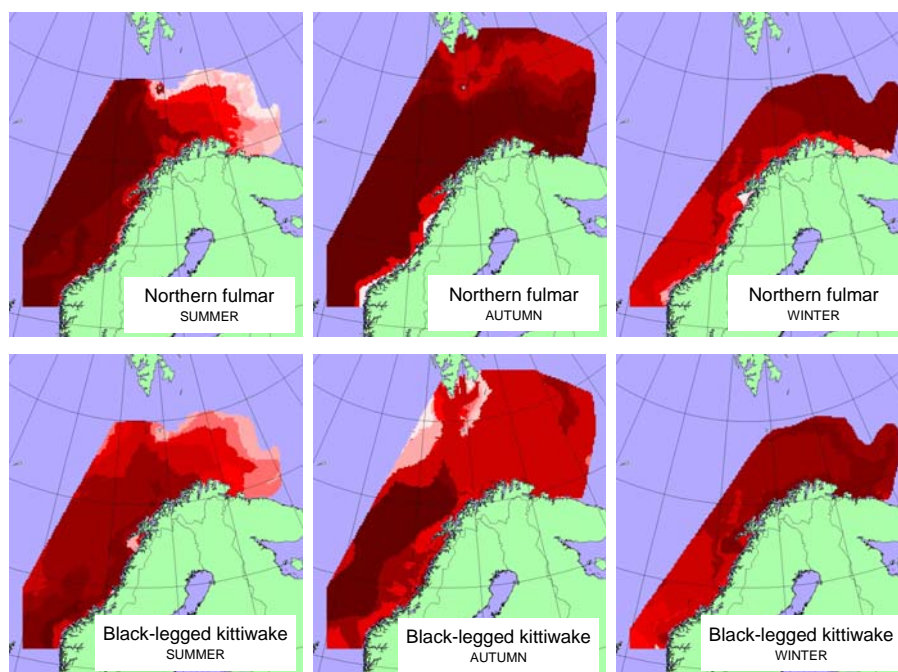 Northern fulmar
SUMMER
Northern fulmar
AUTUMN
Northern fulmar
WINTER
Black-legged kittiwake
SUMMER
Black-legged kittiwake
AUTUMN
Black-legged kittiwake
WINTER